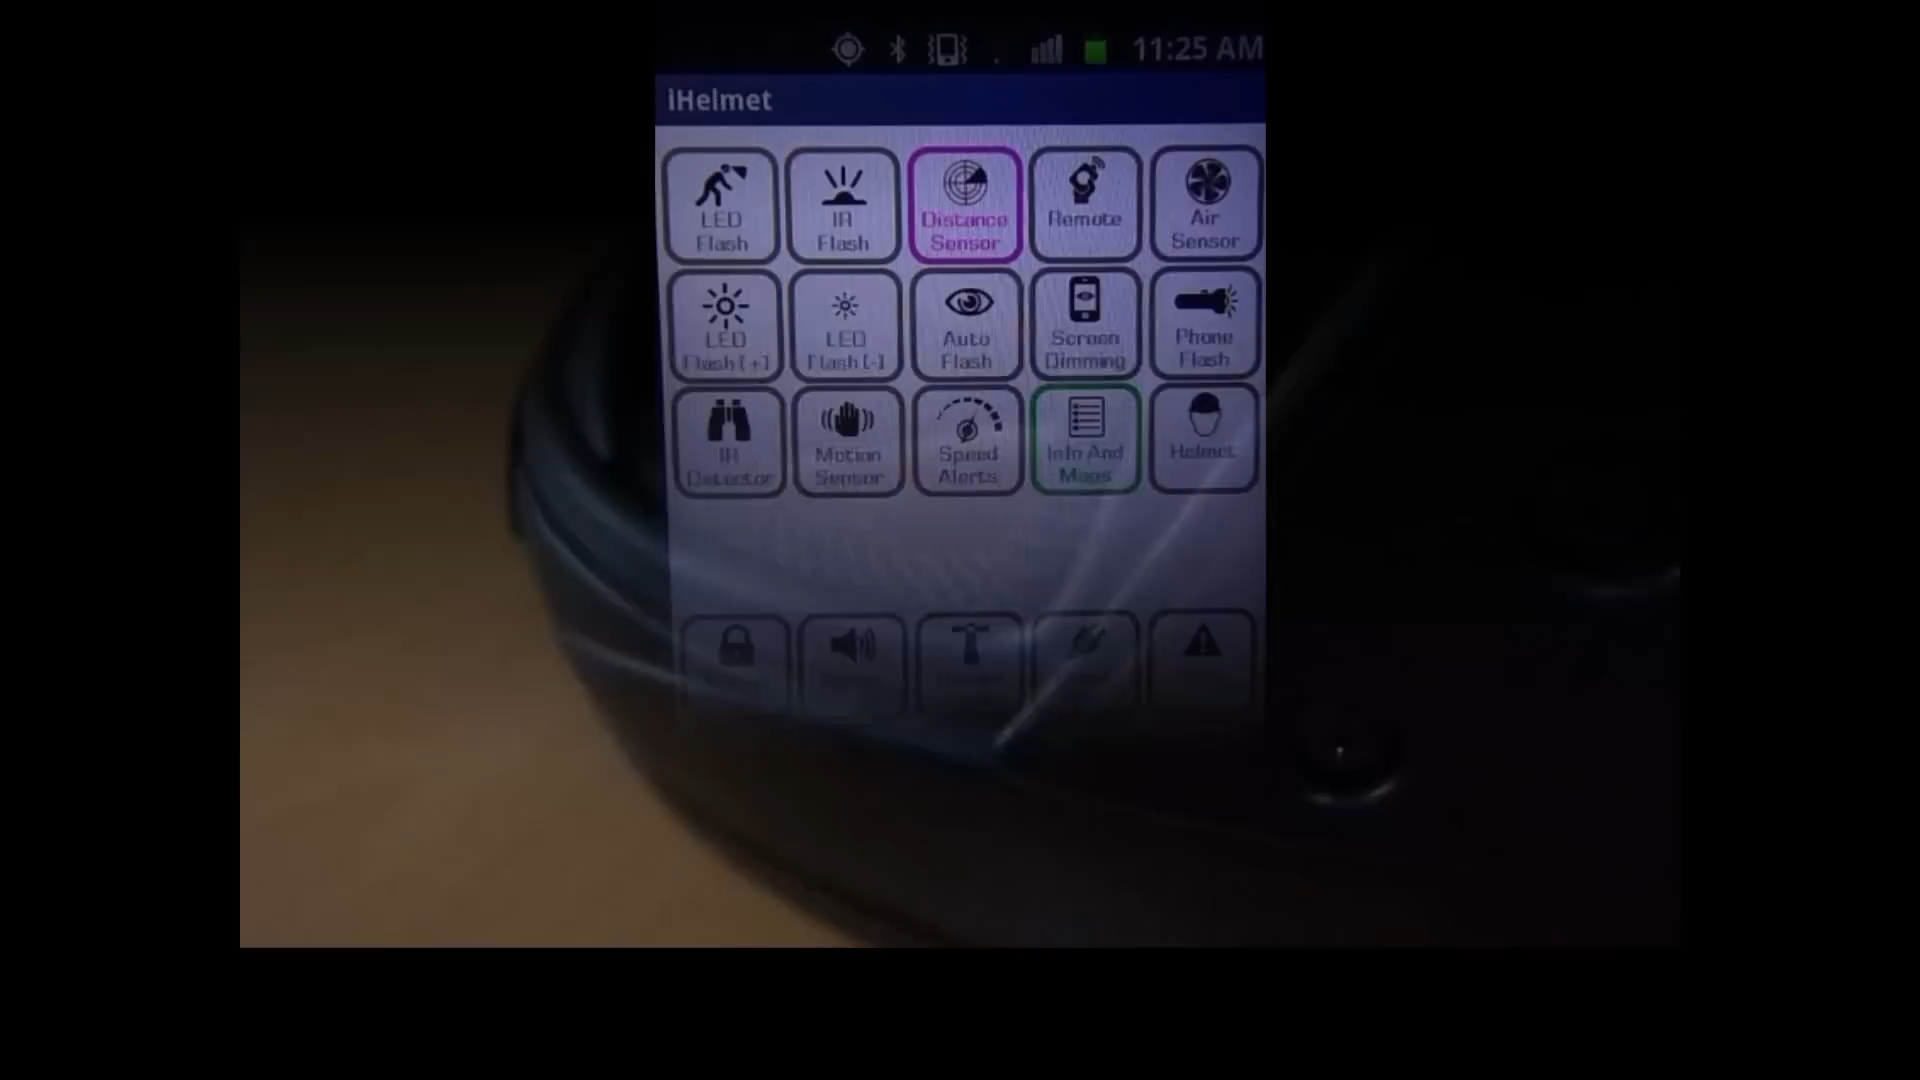 11:25 AM
iHelmet
LED
Flash
IR
Flash
Distance
Sensor
Remote
Air
Sensor
LED
Flash[+]
LED
Flash[-]
Auto
Flash
Screen
Dimming
Phone
Flash
IR
Detector
Motion
Sensor
Speed
Alerts
Info And
Maps
Helmet